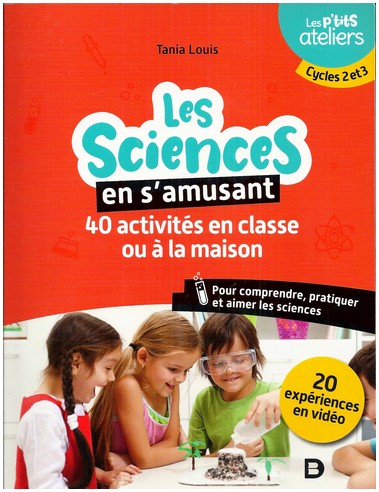 Les p'tits
ateliers
Cycles 2 et 3
Tania Louis
Les
Sciences
en s'amusant
40 activités en classe
ou à la maison
Pour comprendre, pratiquer
et aimer les sciences
20
expériences
en vidéo
D